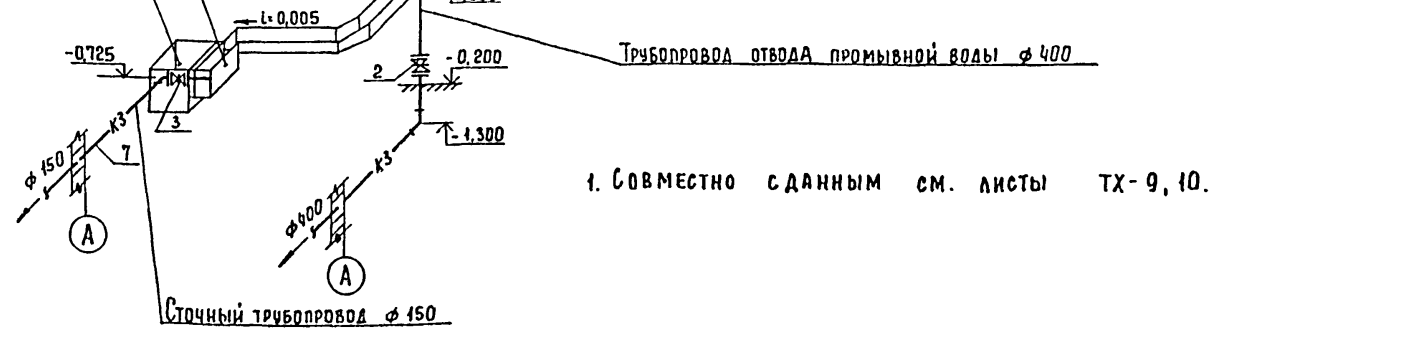 i=0,005
-0,725
2
-0,200
Трубопровод отвода промывной воды ϕ 400
3
К3
7
ϕ 150
-1,300
К3
ϕ400
А
А
1. Совместно с данным см. листы ТХ-9, 10.
Сточный трубопровод ϕ 150